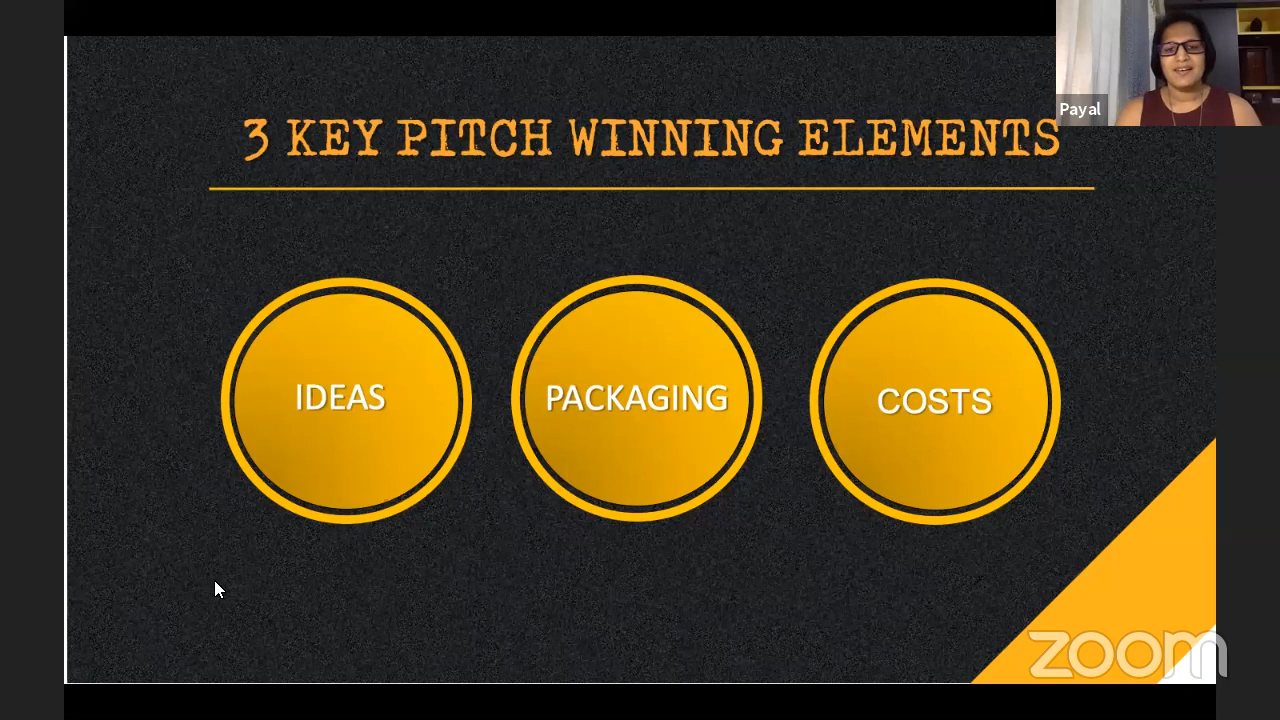 Payal
3 KEY PITCH WINNING ELEMENTS
IDEAS
PACKAGING
COSTS
zoom